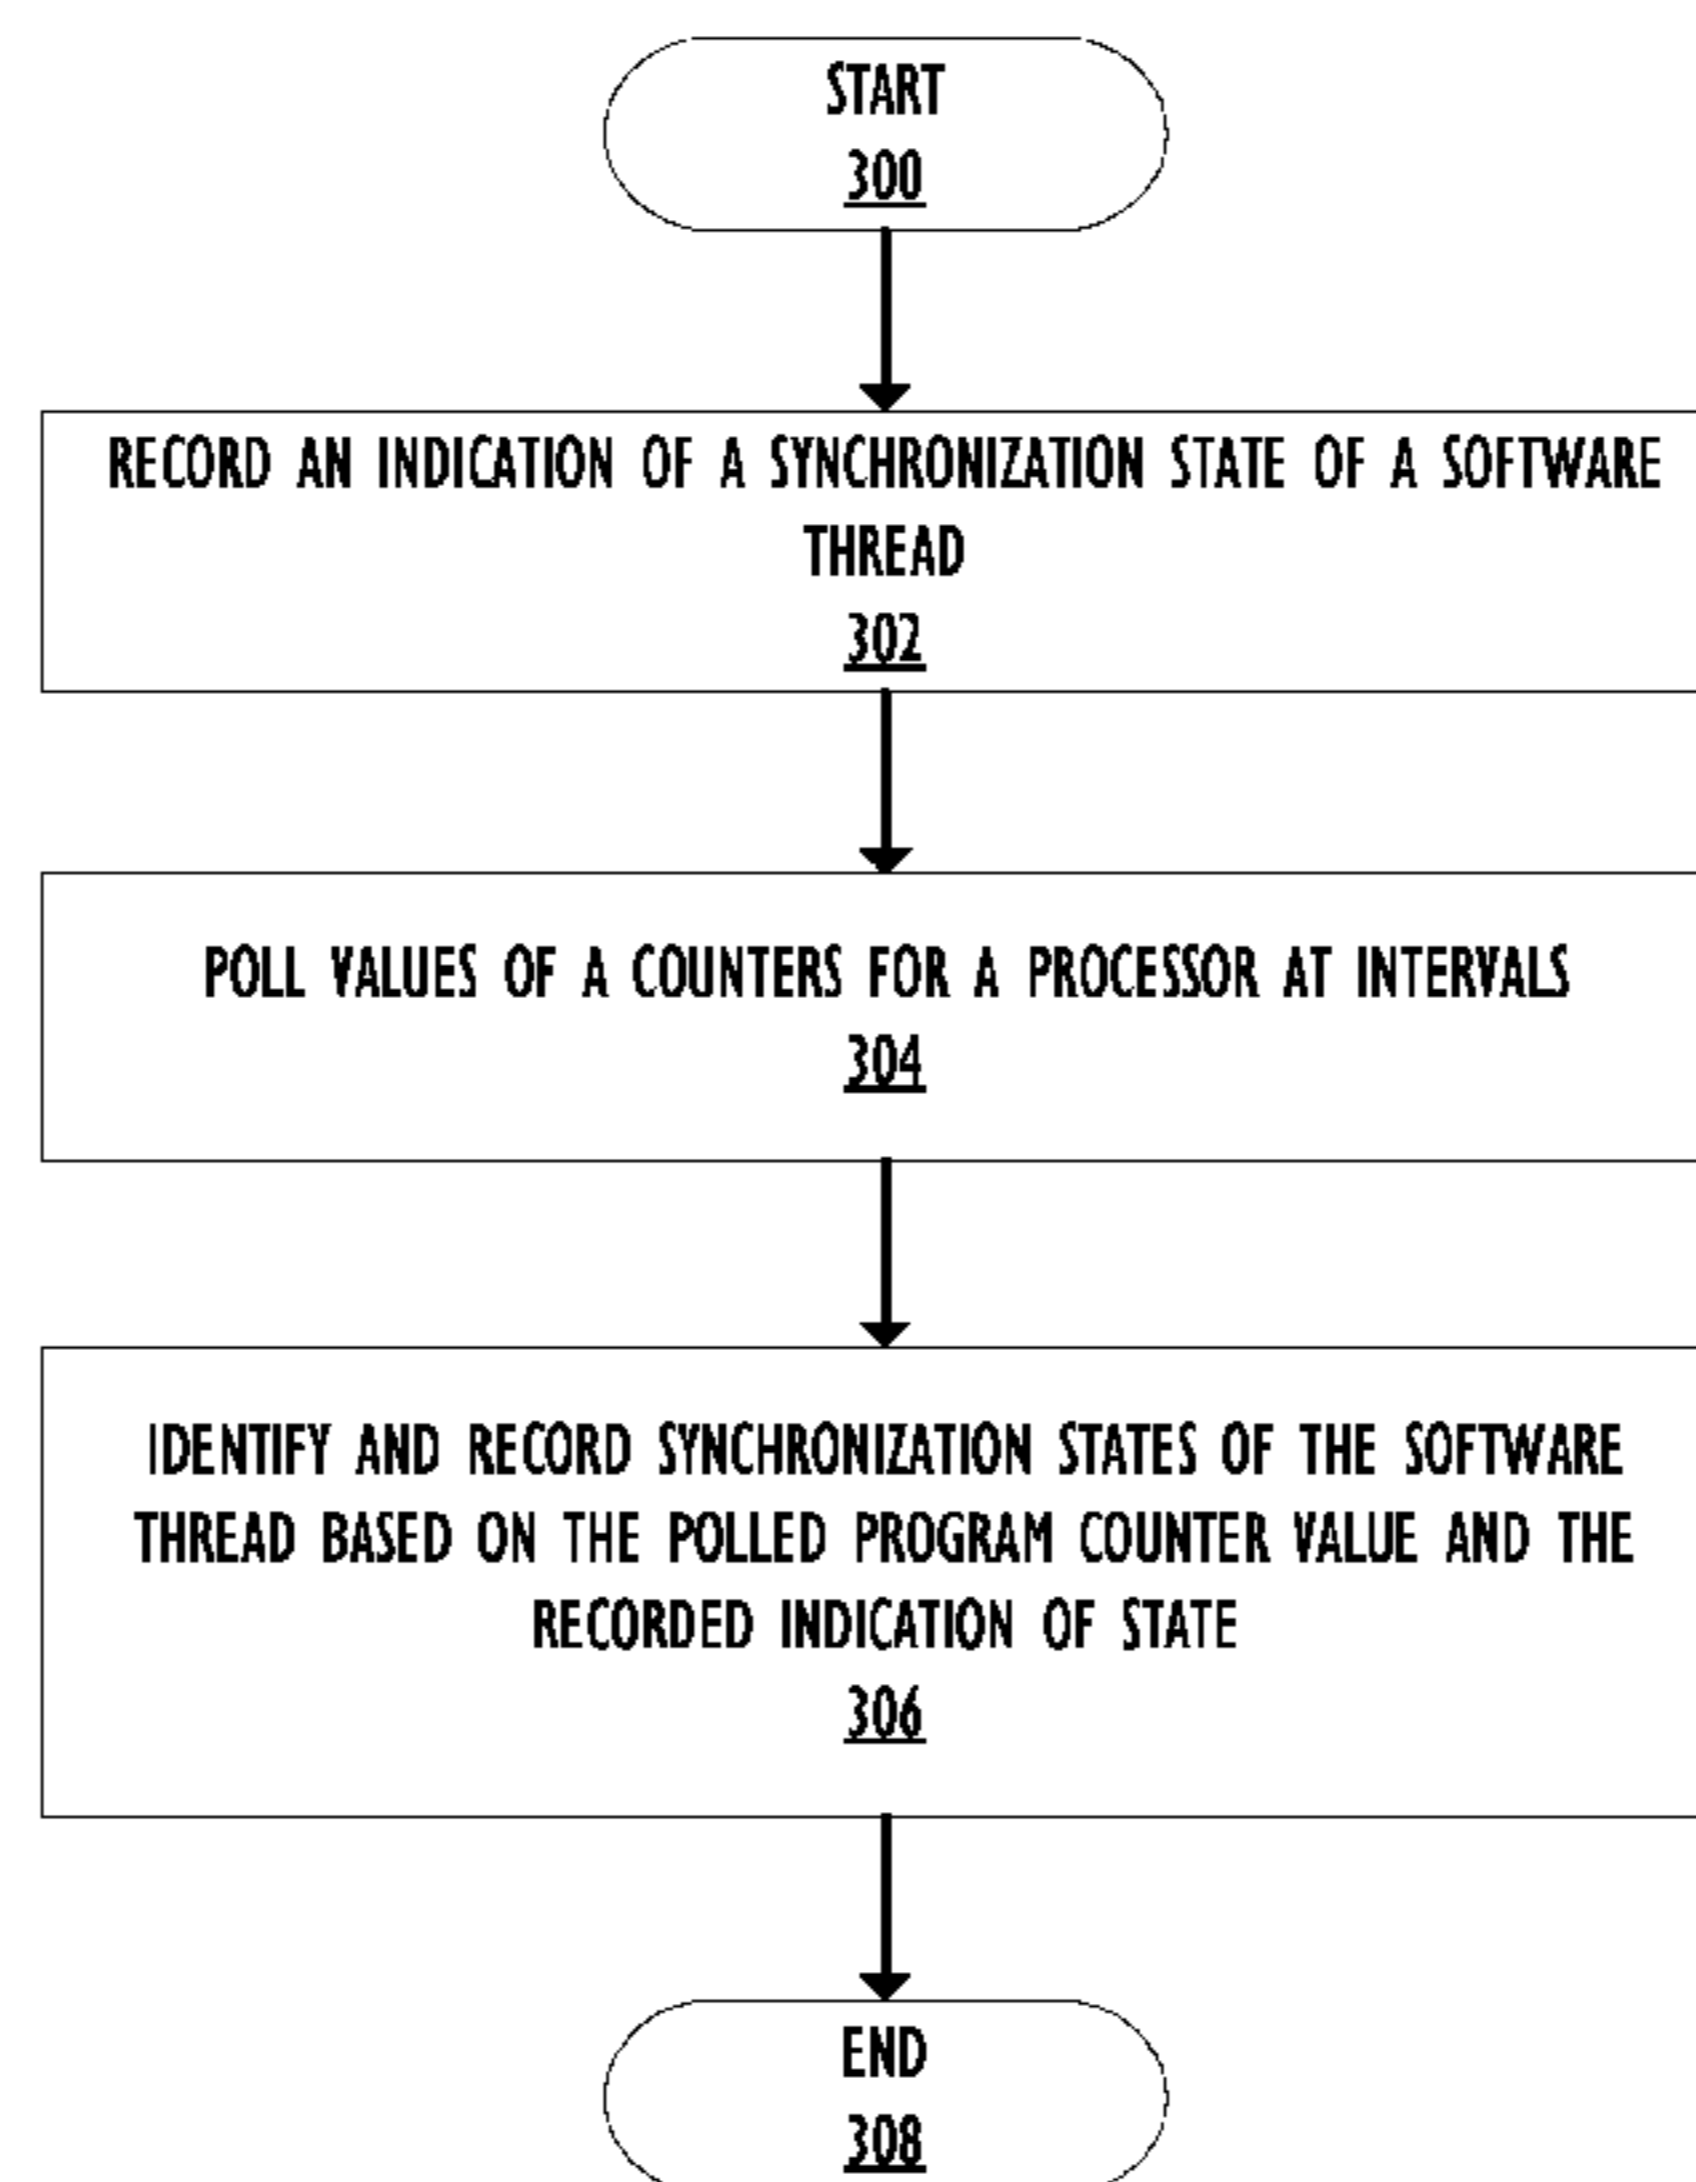 START
300
RECORD AN INDICATION OF A SYNCHRONIZATION STATE OF A SOFTWARE
THREAD
302
POLL VALUES OF A COUNTERS FOR A PROCESSOR AT INTERVALS
304
IDENTIFY AND RECORD SYNCHRONIZATION STATES OF THE SOFTWARE
THREAD BASED ON THE POLLED PROGRAM COUNTER VALUE AND THE
RECORDED INDICATION OF STATE
306
END
308